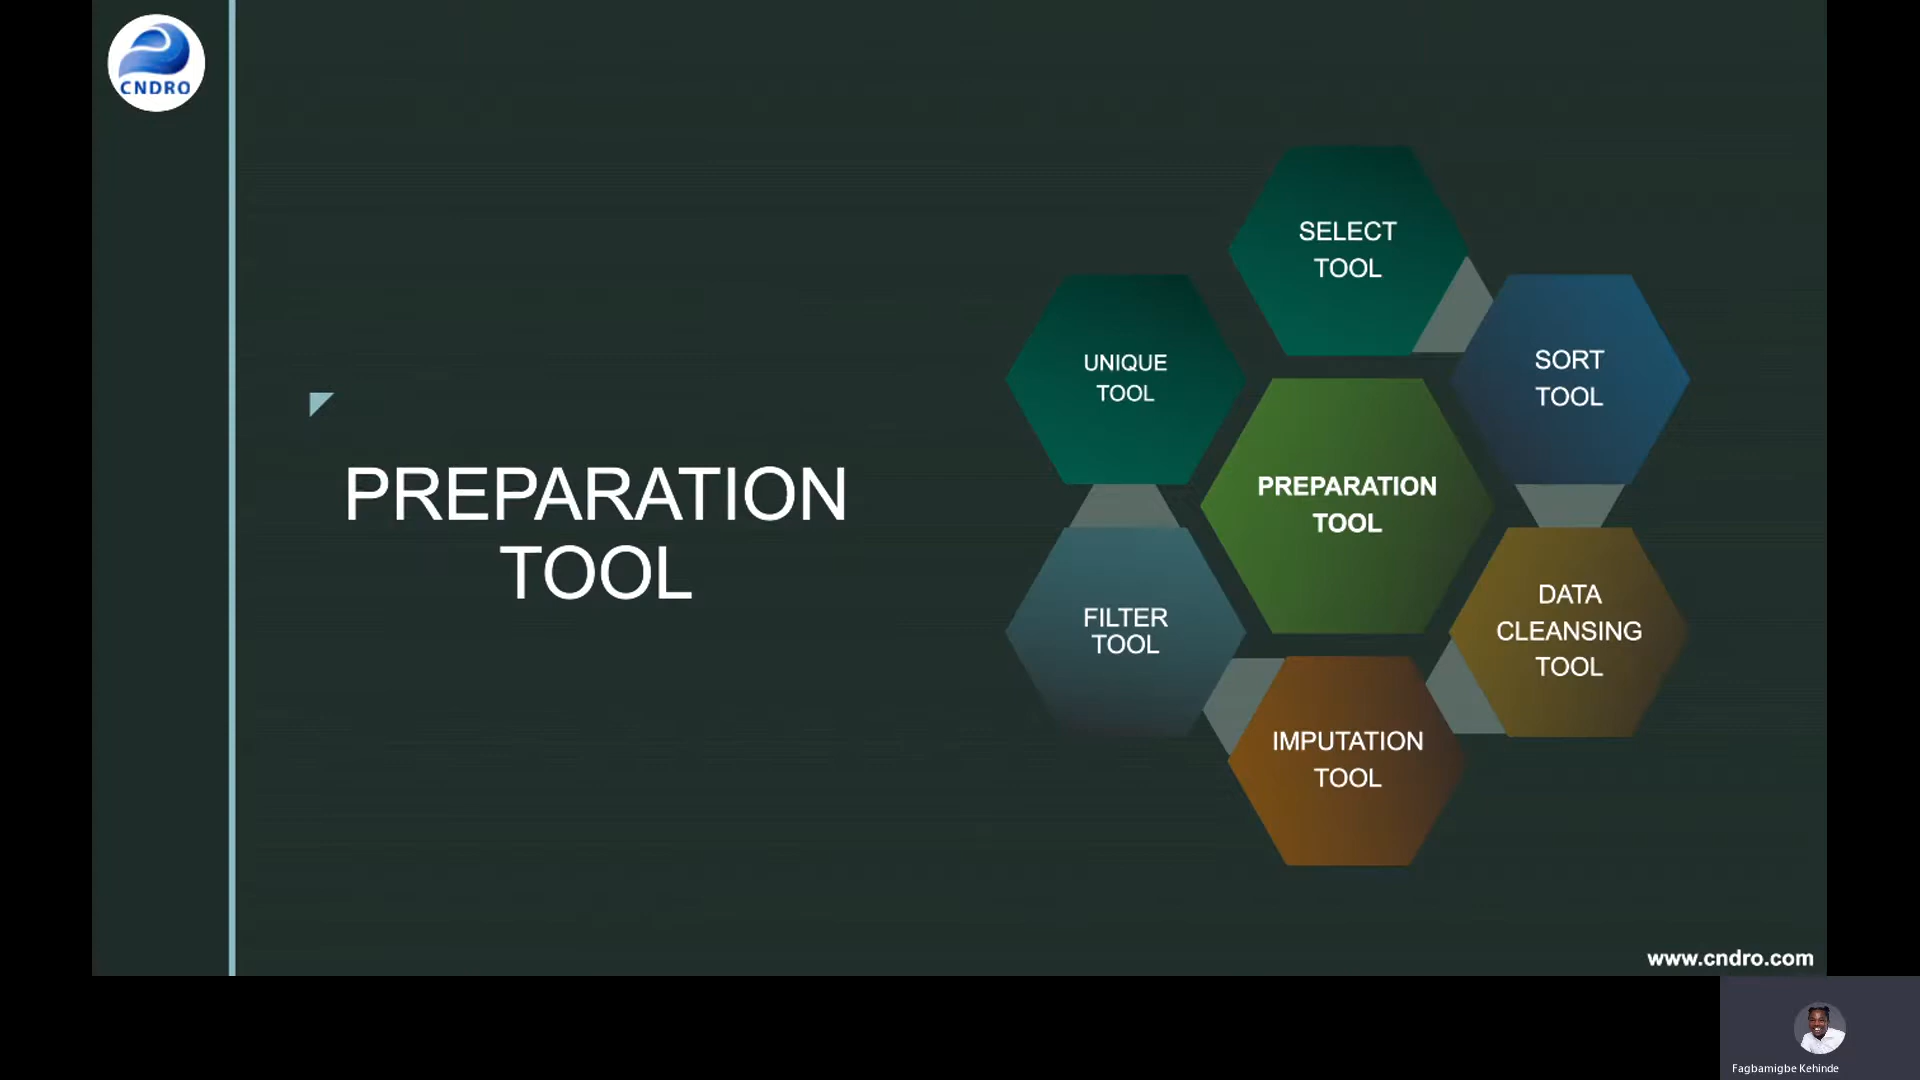 CNDRO
PREPARATION
TOOL
SELECT
TOOL
UNIQUE
TOOL
SORT
TOOL
PREPARATION
TOOL
FILTER
TOOL
DATA
CLEANSING
TOOL
IMPUTATION
TOOL
www.cndro.com
Fagbamigbe Kehinde